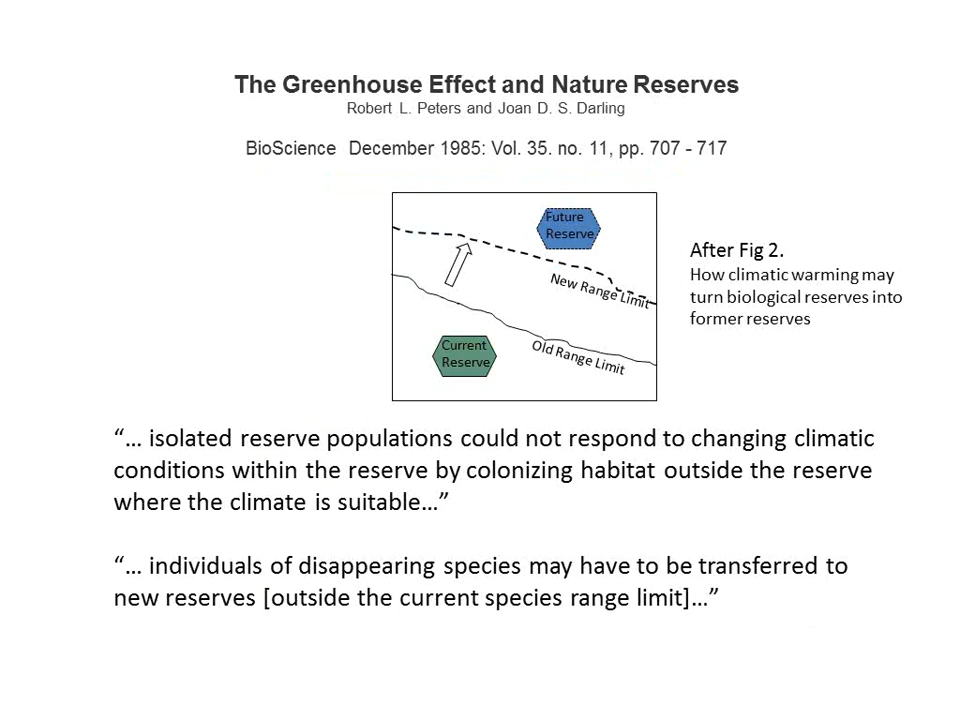 The Greenhouse Effect and Nature Reserves
Robert L. Peters and Joan D. S. Darling
BioScience December 1985: Vol. 35. no. 11, pp. 707 - 717
Future
Reserve
New Range Limit
Current
Reserve
Old Range Limit
After Fig 2.
How climatic warming may
turn biological reserves into
former reserves
“... isolated reserve populations could not respond to changing climatic
conditions within the reserve by colonizing habitat outside the reserve
where the climate is suitable...”
“... individuals of disappearing species may have to be transferred to
new reserves [outside the current species range limit]...”